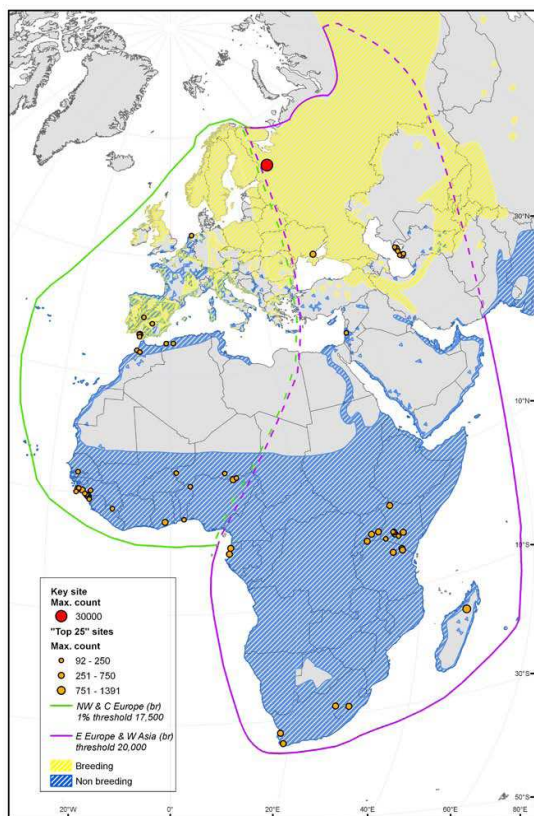 30°N
10°N
10°S
30°S
50°S
Key site
Max. count
30000
"Top 25" sites
Max. count
92 - 250
251 - 750
751 - 1391
NW & C Europe (br)
1% threshold 17,500
E Europe & W Asia (br)
threshold 20,000
Breeding
Non breeding
20°W 0° 20°E 40°E 60°E 80°E